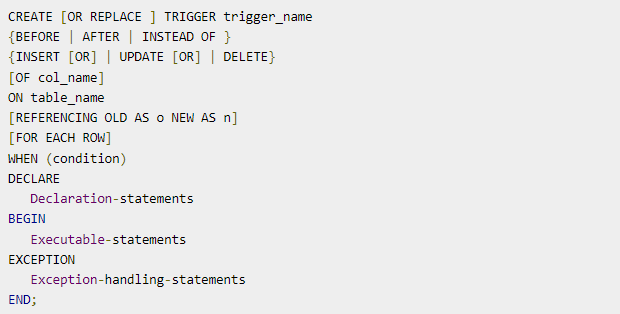 CREATE [OR REPLACE ] TRIGGER trigger_name
{BEFORE | AFTER | INSTEAD OF }
{INSERT [OR] | UPDATE [OR] | DELETE}
[OF col_name]
ON table_name
[REFERENCING OLD AS o NEW AS n]
[FOR EACH ROW]
WHEN (condition)
DECLARE
   Declaration-statements
BEGIN
   Executable-statements
EXCEPTION
   Exception-handling-statements
END;